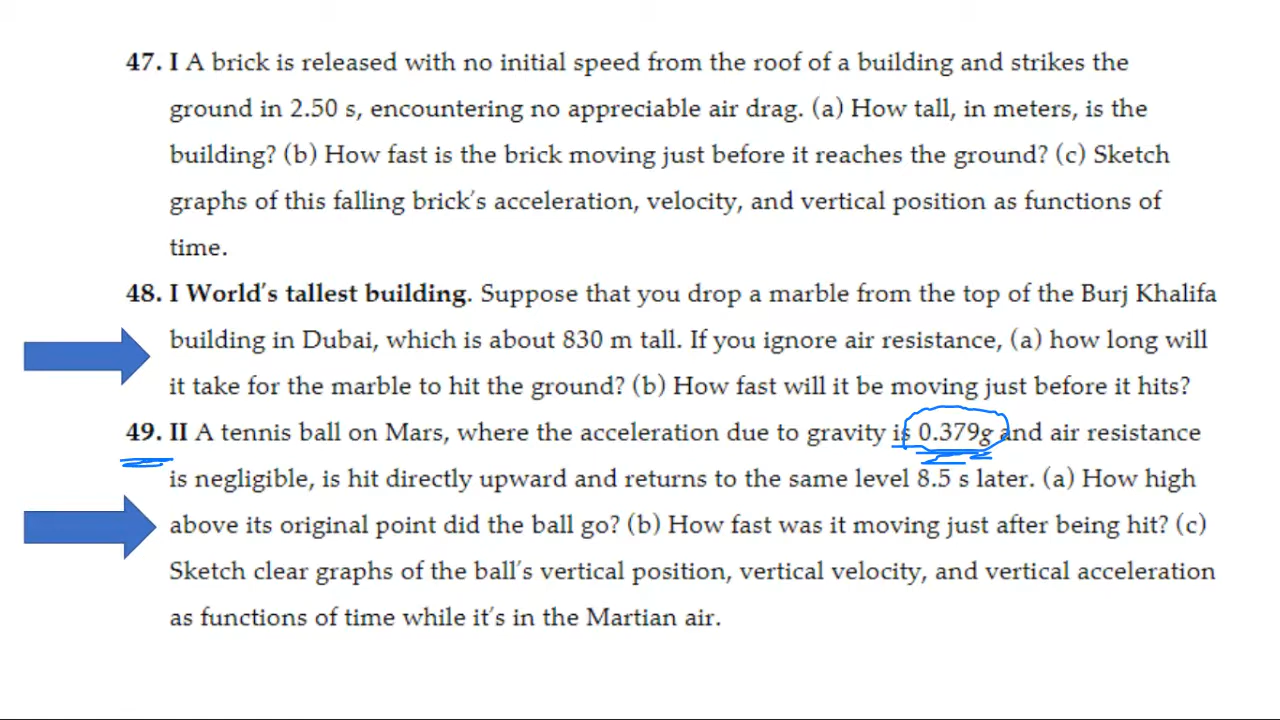 47. I A brick is released with no initial speed from the roof of a building and strikes the
ground in 2.50 s, encountering no appreciable air drag. (a) How tall, in meters, is the
building? (b) How fast is the brick moving just before it reaches the ground? (c) Sketch
graphs of this falling brick's acceleration, velocity, and vertical position as functions of
time.
48. I World's tallest building. Suppose that you drop a marble from the top of the Burj Khalifa
building in Dubai, which is about 830 m tall. If you ignore air resistance, (a) how long will
it take for the marble to hit the ground? (b) How fast will it be moving just before it hits?
49. II A tennis ball on Mars, where the acceleration due to gravity is 0.379g and air resistance
is negligible, is hit directly upward and returns to the same level 8.5 s later. (a) How high
above its original point did the ball go? (b) How fast was it moving just after being hit? (c)
Sketch clear graphs of the ball's vertical position, vertical velocity, and vertical acceleration
as functions of time while it's in the Martian air.